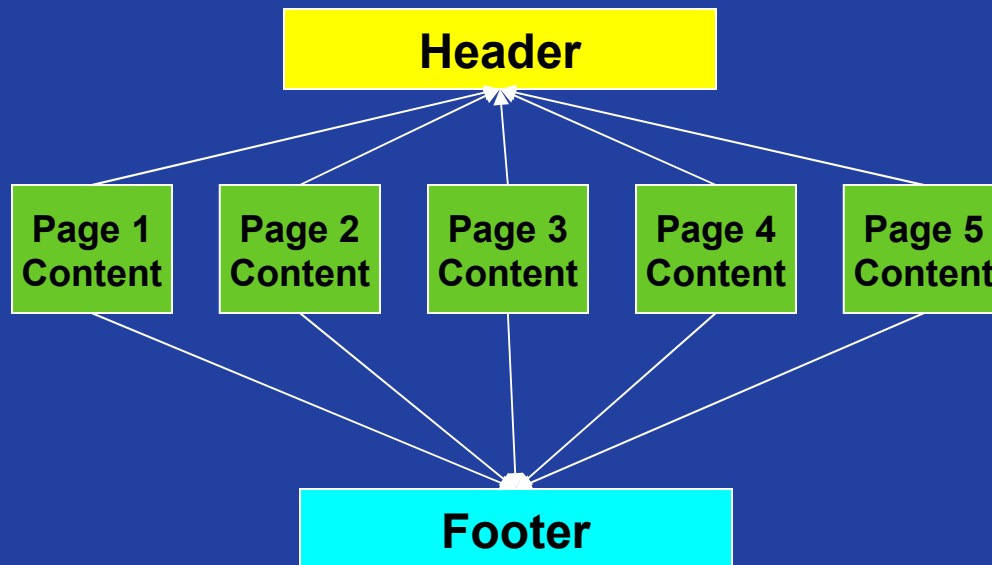 Header
Page 1
Content
Page 2
Content
Page 3
Content
Page 4
Content
Page 5
Content
Footer